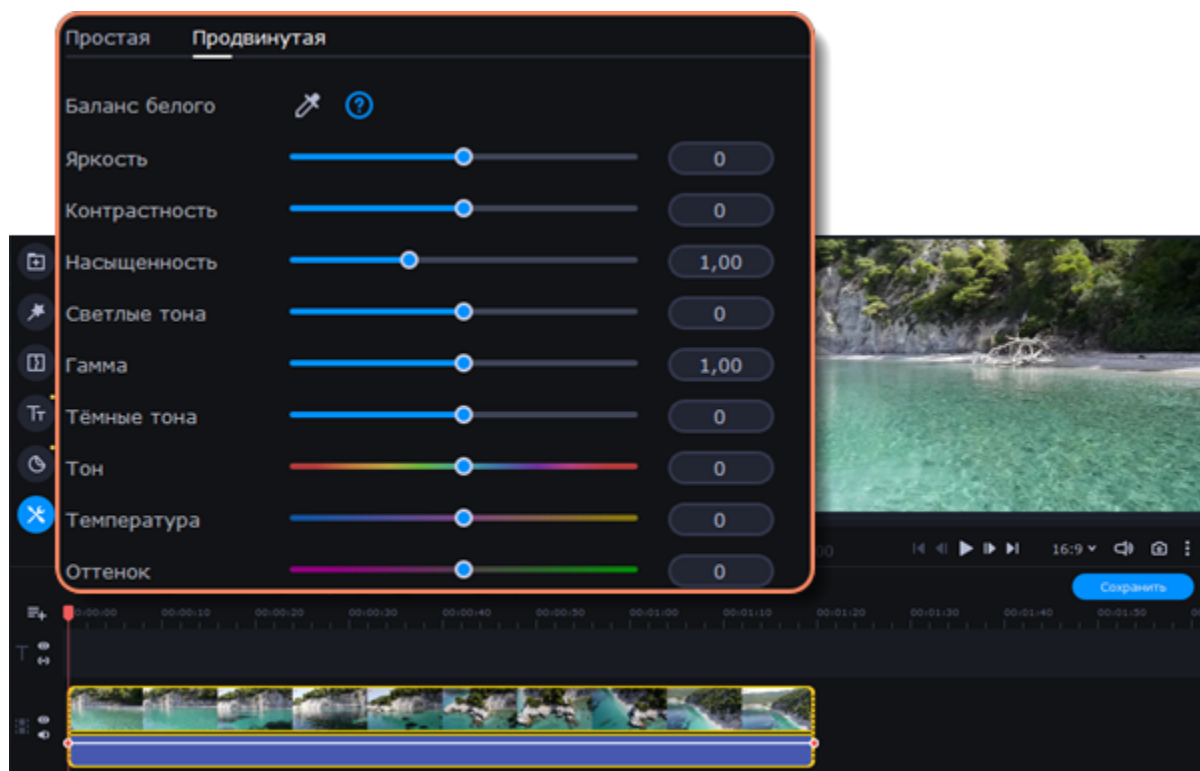 Простая Продвинутая
Баланс белого ?
Яркость 0
Контрастность 0
Насыщенность 1,00
Светлые тона 0
Гамма 1,00
Тёмные тона 0
Тон 0
Температура 0
Оттенок 0
Тт
00
16:9
Сохранить
00:00:00 00:00:10 00:00:20 00:00:30 00:00:40 00:00:50 00:01:00 00:01:10 00:01:20 00:01:30 00:01:40 00:01:50
T